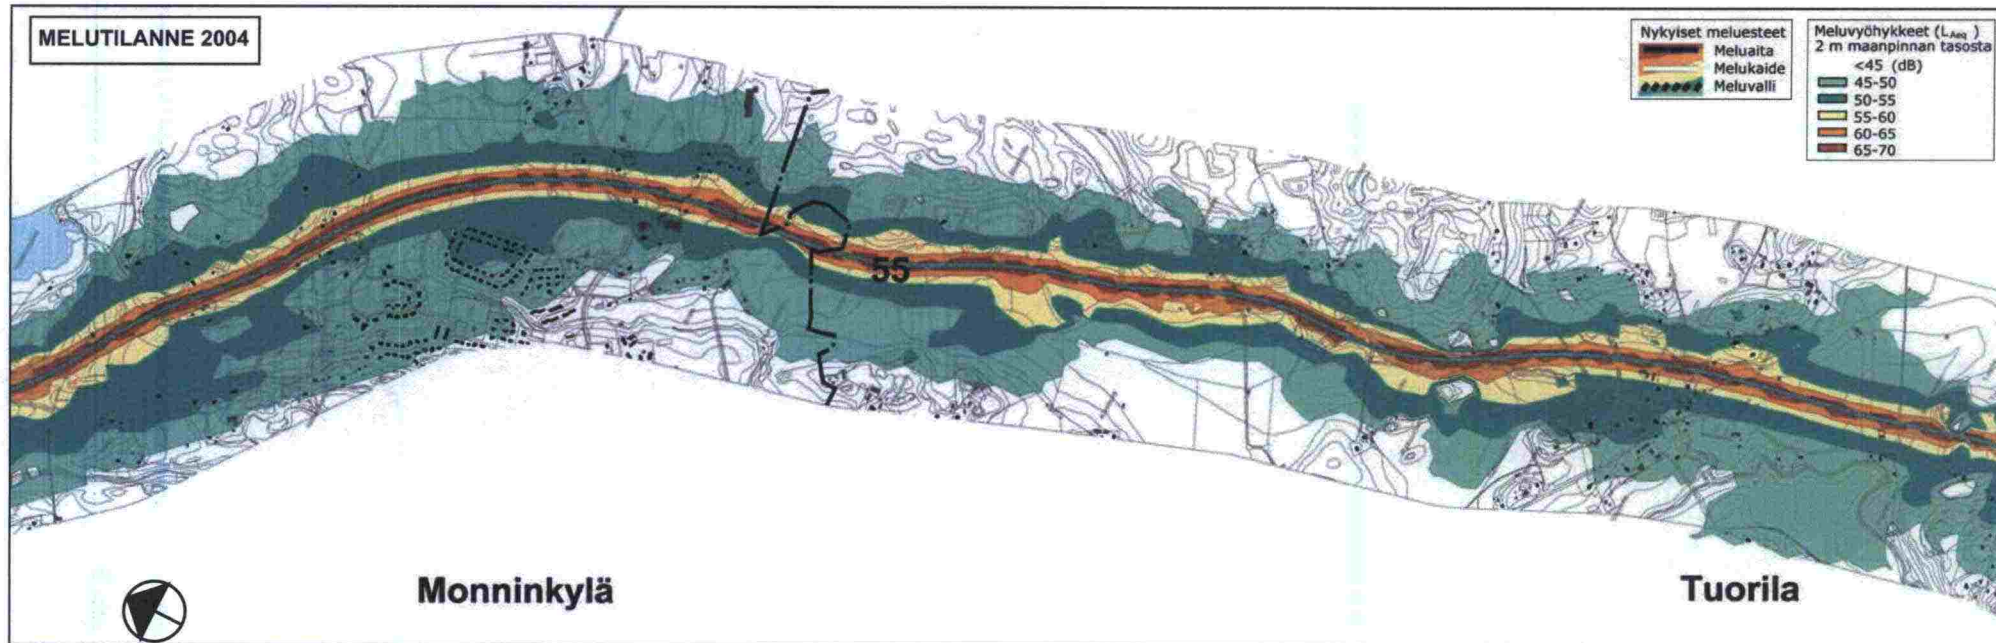 MELUTILANNE 2004
Nykyiset meluesteet
Meluaita
Melukaide
Meluvalli
Meluvyöhykkeet (LAeq )
2 m maanpinnan tasosta
<45 (dB)
45-50
50-55
55-60
60-65
65-70
55
Monninkylä
Tuorila